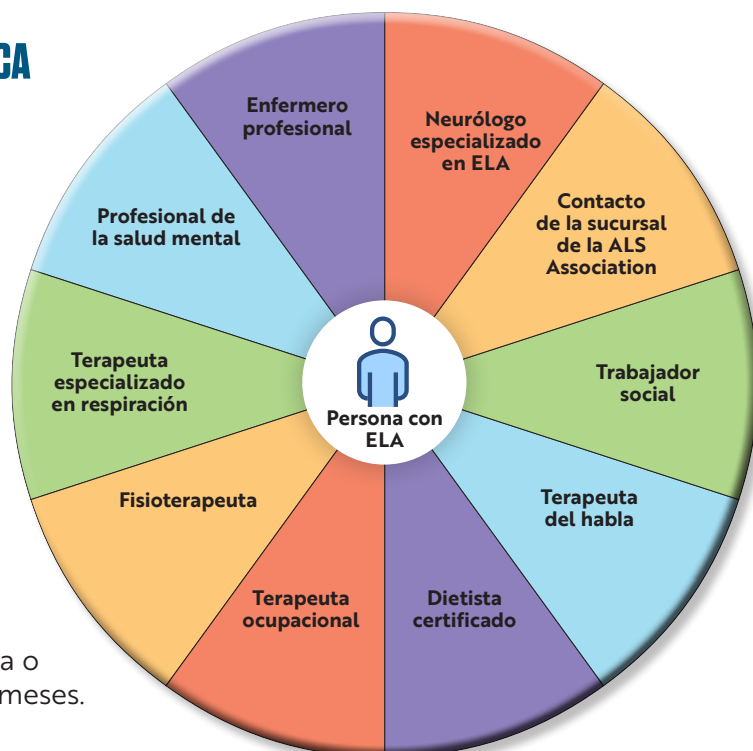 CA
Enfermero
profesional
Neurólogo
especializado
en ELA
Contacto
de la sucursal
de la ALS
Association
Trabajador
social
Terapeuta
del habla
Dietista
certificado
Terapeuta
ocupacional
Fisioterapeuta
Terapeuta
especializado
en respiración
Profesional de
la salud mental
Persona con
ELA
a o
meses.